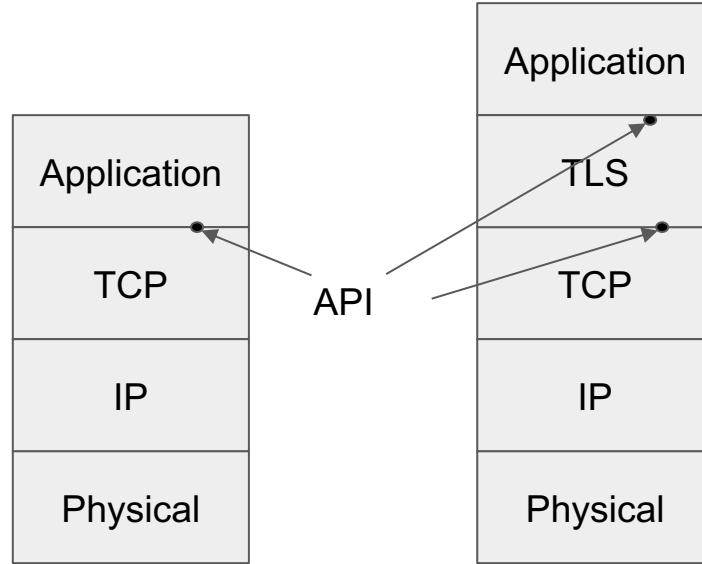 Application
TCP
IP
Physical
API
Application
TLS
TCP
IP
Physical